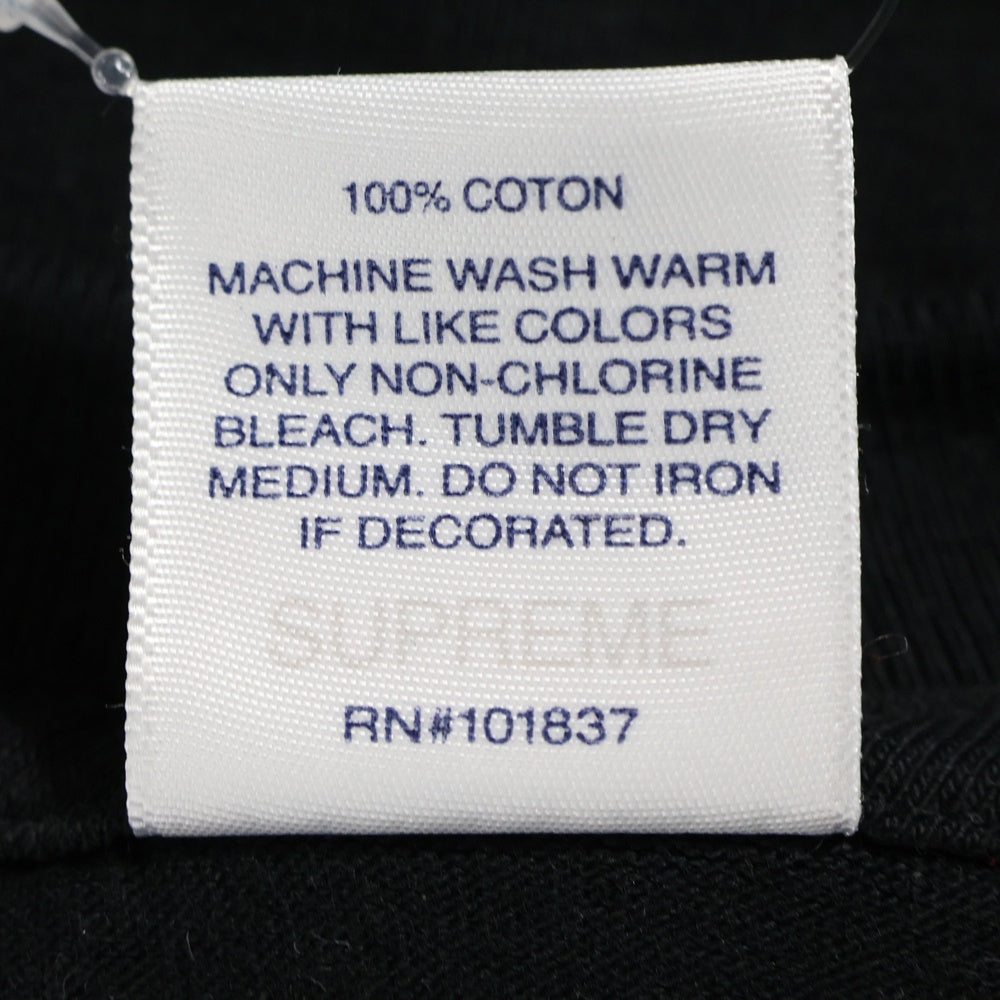 100% COTON
MACHINE WASH WARM
WITH LIKE COLORS
ONLY NON-CHLORINE
BLEACH. TUMBLE DRY
MEDIUM. DO NOT IRON
IF DECORATED.
SUPREME
RN#101837